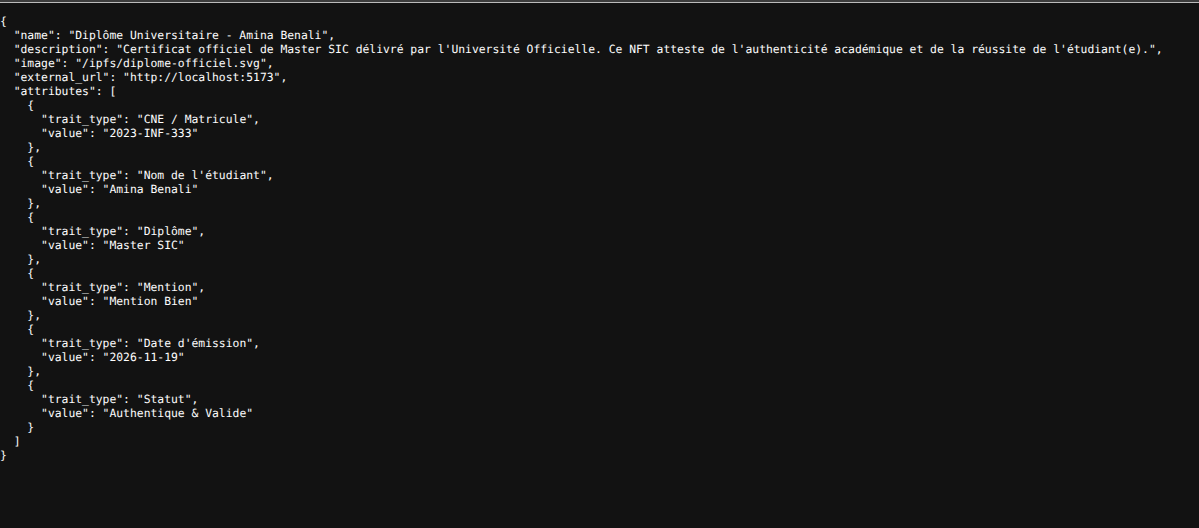 {
  "name": "Diplôme Universitaire - Amina Benali",
  "description": "Certificat officiel de Master SIC délivré par l'Université Officielle. Ce NFT atteste de l'authenticité académique et de la réussite de l'étudiant(e).",
  "image": "/ipfs/diplome-officiel.svg",
  "external_url": "http://localhost:5173",
  "attributes": [
    {
      "trait_type": "CNE / Matricule",
      "value": "2023-INF-333"
    },
    {
      "trait_type": "Nom de l'étudiant",
      "value": "Amina Benali"
    },
    {
      "trait_type": "Diplôme",
      "value": "Master SIC"
    },
    {
      "trait_type": "Mention",
      "value": "Mention Bien"
    },
    {
      "trait_type": "Date d'émission",
      "value": "2026-11-19"
    },
    {
      "trait_type": "Statut",
      "value": "Authentique & Valide"
    }
  ]
}